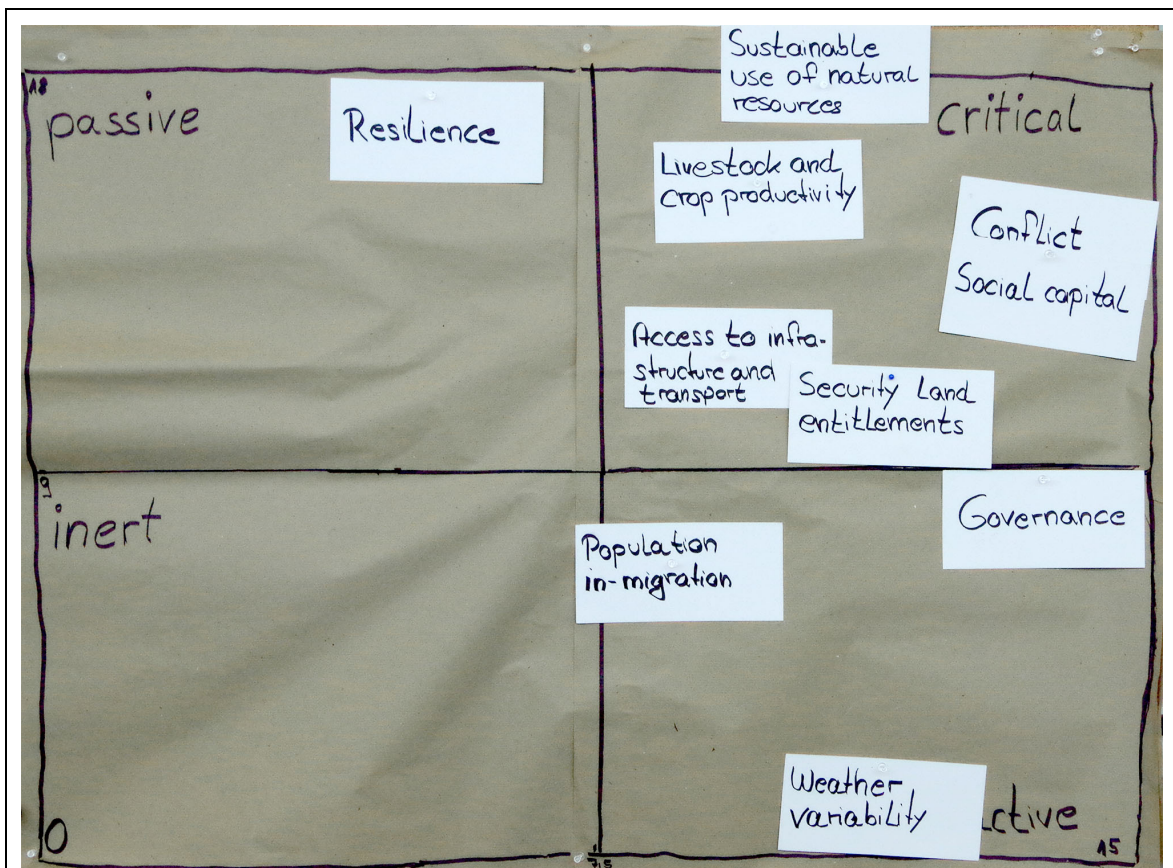 18
passive
Resilience
Sustainable
use of natural
resources
critical
Livestock and
crop productivity
Conflict
Social capital
Access to infra-
structure and
transport
Security Land
entitlements
9
inert
Governance
Population
in-migration
Weather
variability
ctive
0
7,5
15